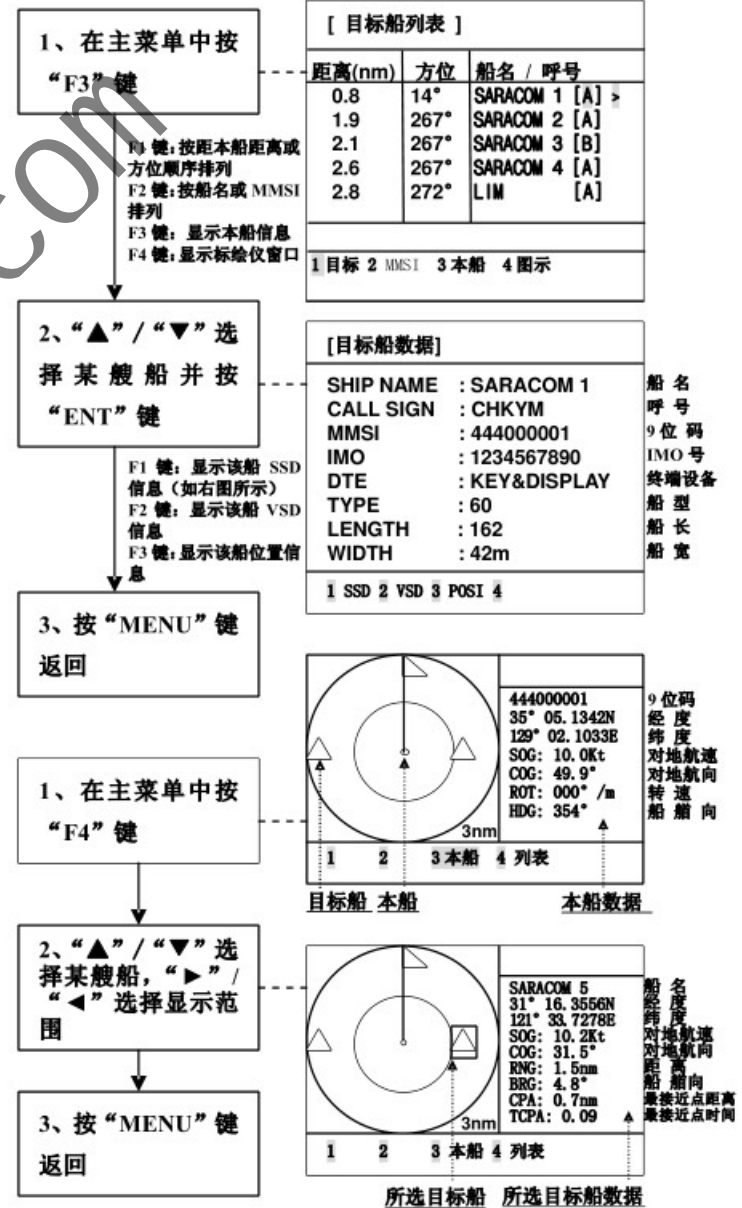 1、在主菜单中按
“F3”键
[ 目标船列表 ]
距离(nm) 方位 船名 / 呼号
0.8 14° SARACOM 1 [A] >
1.9 267° SARACOM 2 [A]
2.1 267° SARACOM 3 [B]
2.6 267° SARACOM 4 [A]
2.8 272° LIM [A]
1 目标 2 MMSI 3 本船 4 图示
F1 键：按距本船距离或
方位顺序排列
F2 键：按船名或 MMSI
排列
F3 键：显示本船信息
F4 键：显示标绘仪窗口
.com
2、“▲” / “▼” 选
择某艘船并按
“ENT”键
[目标船数据]
SHIP NAME : SARACOM 1 船 名
CALL SIGN : CHKYM 呼 号
MMSI : 444000001 9 位 码
IMO : 1234567890 IMO 号
DTE : KEY&DISPLAY 终端设备
TYPE : 60 船 型
LENGTH : 162 船 长
WIDTH : 42m 船 宽
1 SSD 2 VSD 3 POSI 4
F1 键：显示该船 SSD
信息（如右图所示）
F2 键：显示该船 VSD
信息
F3 键：显示该船位置信
息
3、按“MENU”键
返回
1、在主菜单中按
“F4”键
444000001 9 位码
35° 05.1342N 经 度
129° 02.1033E 纬 度
SOG: 10.0Kt 对地航速
COG: 49.9° 对地航向
ROT: 000° /m 转 速
HDG: 354° 船 艏 向
3nm
1 2 3 本船 4 列表
目标船 本船 本船数据
2、“▲” / “▼” 选
择某艘船，“►” /
“◄” 选择显示范
围
SARACOM 5 船 名
31° 16.3556N 经 度
121° 33.7278E 纬 度
SOG: 10.2Kt 对地航速
COG: 31.5° 对地航向
RNG: 1.5nm 距 离
BRG: 4.8° 船 艏向
CPA: 0.7nm 最接近点距离
TCPA: 0.09 最接近点时间
3nm
1 2 3 本船 4 列表
所选目标船 所选目标船数据
3、按“MENU”键
返回